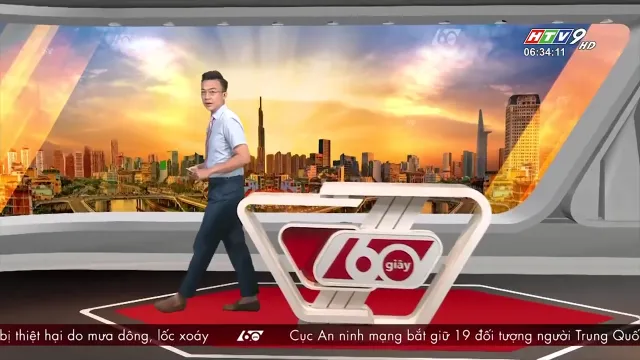 HTV9 HD
06:34:11
60
giây
bị thiệt hại do mưa dông, lốc xoáy 60 Cục An ninh mạng bắt giữ 19 đối tượng người Trung Quố